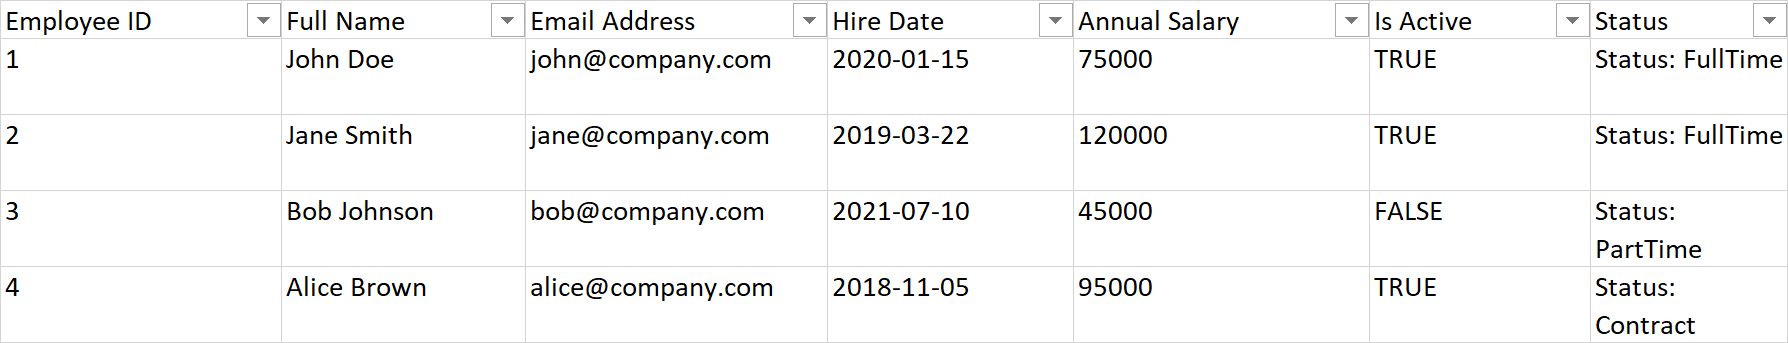 Employee ID Full Name Email Address Hire Date Annual Salary Is Active Status
1 John Doe john@company.com 2020-01-15 75000 TRUE Status: FullTime
2 Jane Smith jane@company.com 2019-03-22 120000 TRUE Status: FullTime
3 Bob Johnson bob@company.com 2021-07-10 45000 FALSE Status:
PartTime
4 Alice Brown alice@company.com 2018-11-05 95000 TRUE Status:
Contract